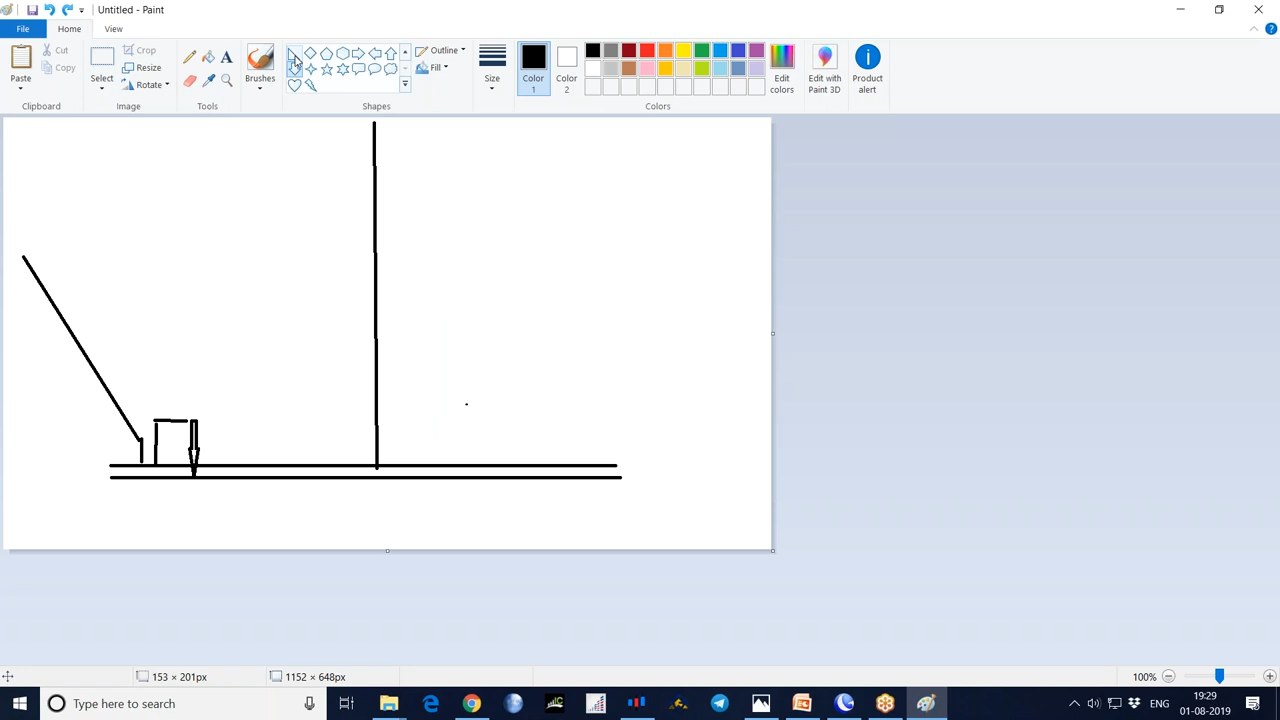 Untitled - Paint
File
Home
View
Paste
Cut
Copy
Select
Crop
Resize
Rotate
Image
Tools
Brushes
Shapes
Outline
Fill
Size
Color
1
Color
2
Edit
colors
Edit with
Paint 3D
Product
alert
Colors
153 × 201px
1152 × 648px
100%
Type here to search
ENG
19:29
01-08-2019